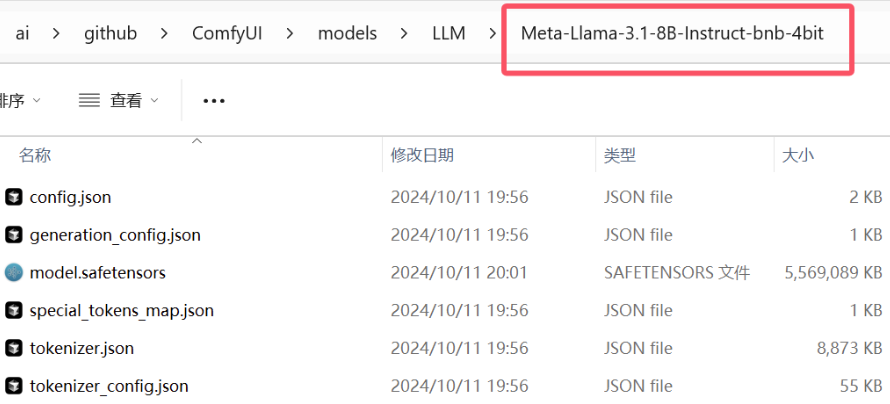 ai > github > ComfyUI > models > LLM > Meta-Llama-3.1-8B-Instruct-bnb-4bit
排序 查看 •••
名称 修改日期 类型 大小
config.json 2024/10/11 19:56 JSON file 2 KB
generation_config.json 2024/10/11 19:56 JSON file 1 KB
model.safetensors 2024/10/11 20:01 SAFETENSORS 文件 5,569,089 KB
special_tokens_map.json 2024/10/11 19:56 JSON file 1 KB
tokenizer.json 2024/10/11 19:56 JSON file 8,873 KB
tokenizer_config.json 2024/10/11 19:56 JSON file 55 KB